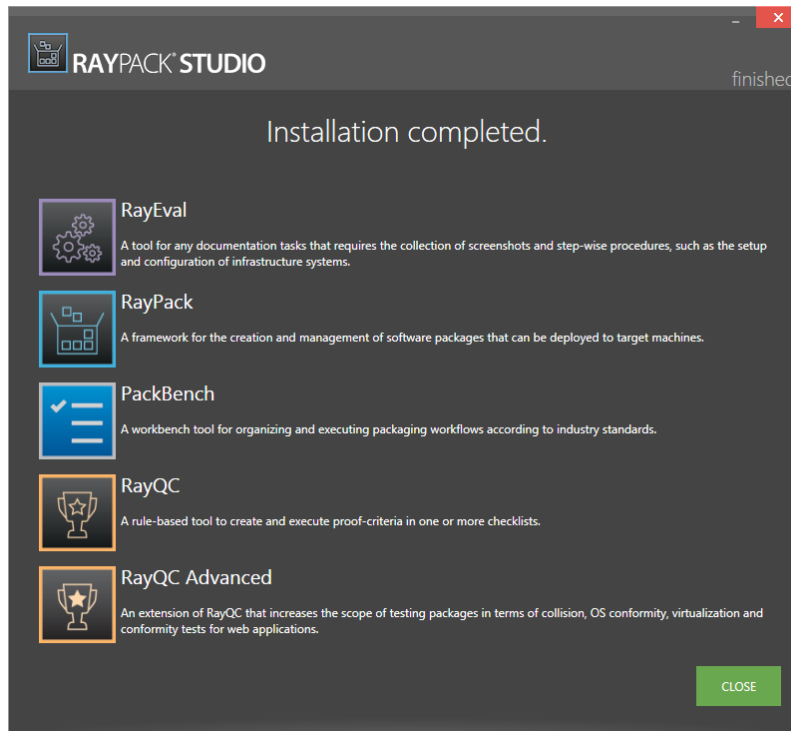 RAYPACK® STUDIO
finished
Installation completed.
RayEval
A tool for any documentation tasks that requires the collection of screenshots and step-wise procedures, such as the setup
and configuration of infrastructure systems.
RayPack
A framework for the creation and management of software packages that can be deployed to target machines.
PackBench
A workbench tool for organizing and executing packaging workflows according to industry standards.
RayQC
A rule-based tool to create and execute proof-criteria in one or more checklists.
RayQC Advanced
An extension of RayQC that increases the scope of testing packages in terms of collision, OS conformity, virtualization and
conformity tests for web applications.
CLOSE